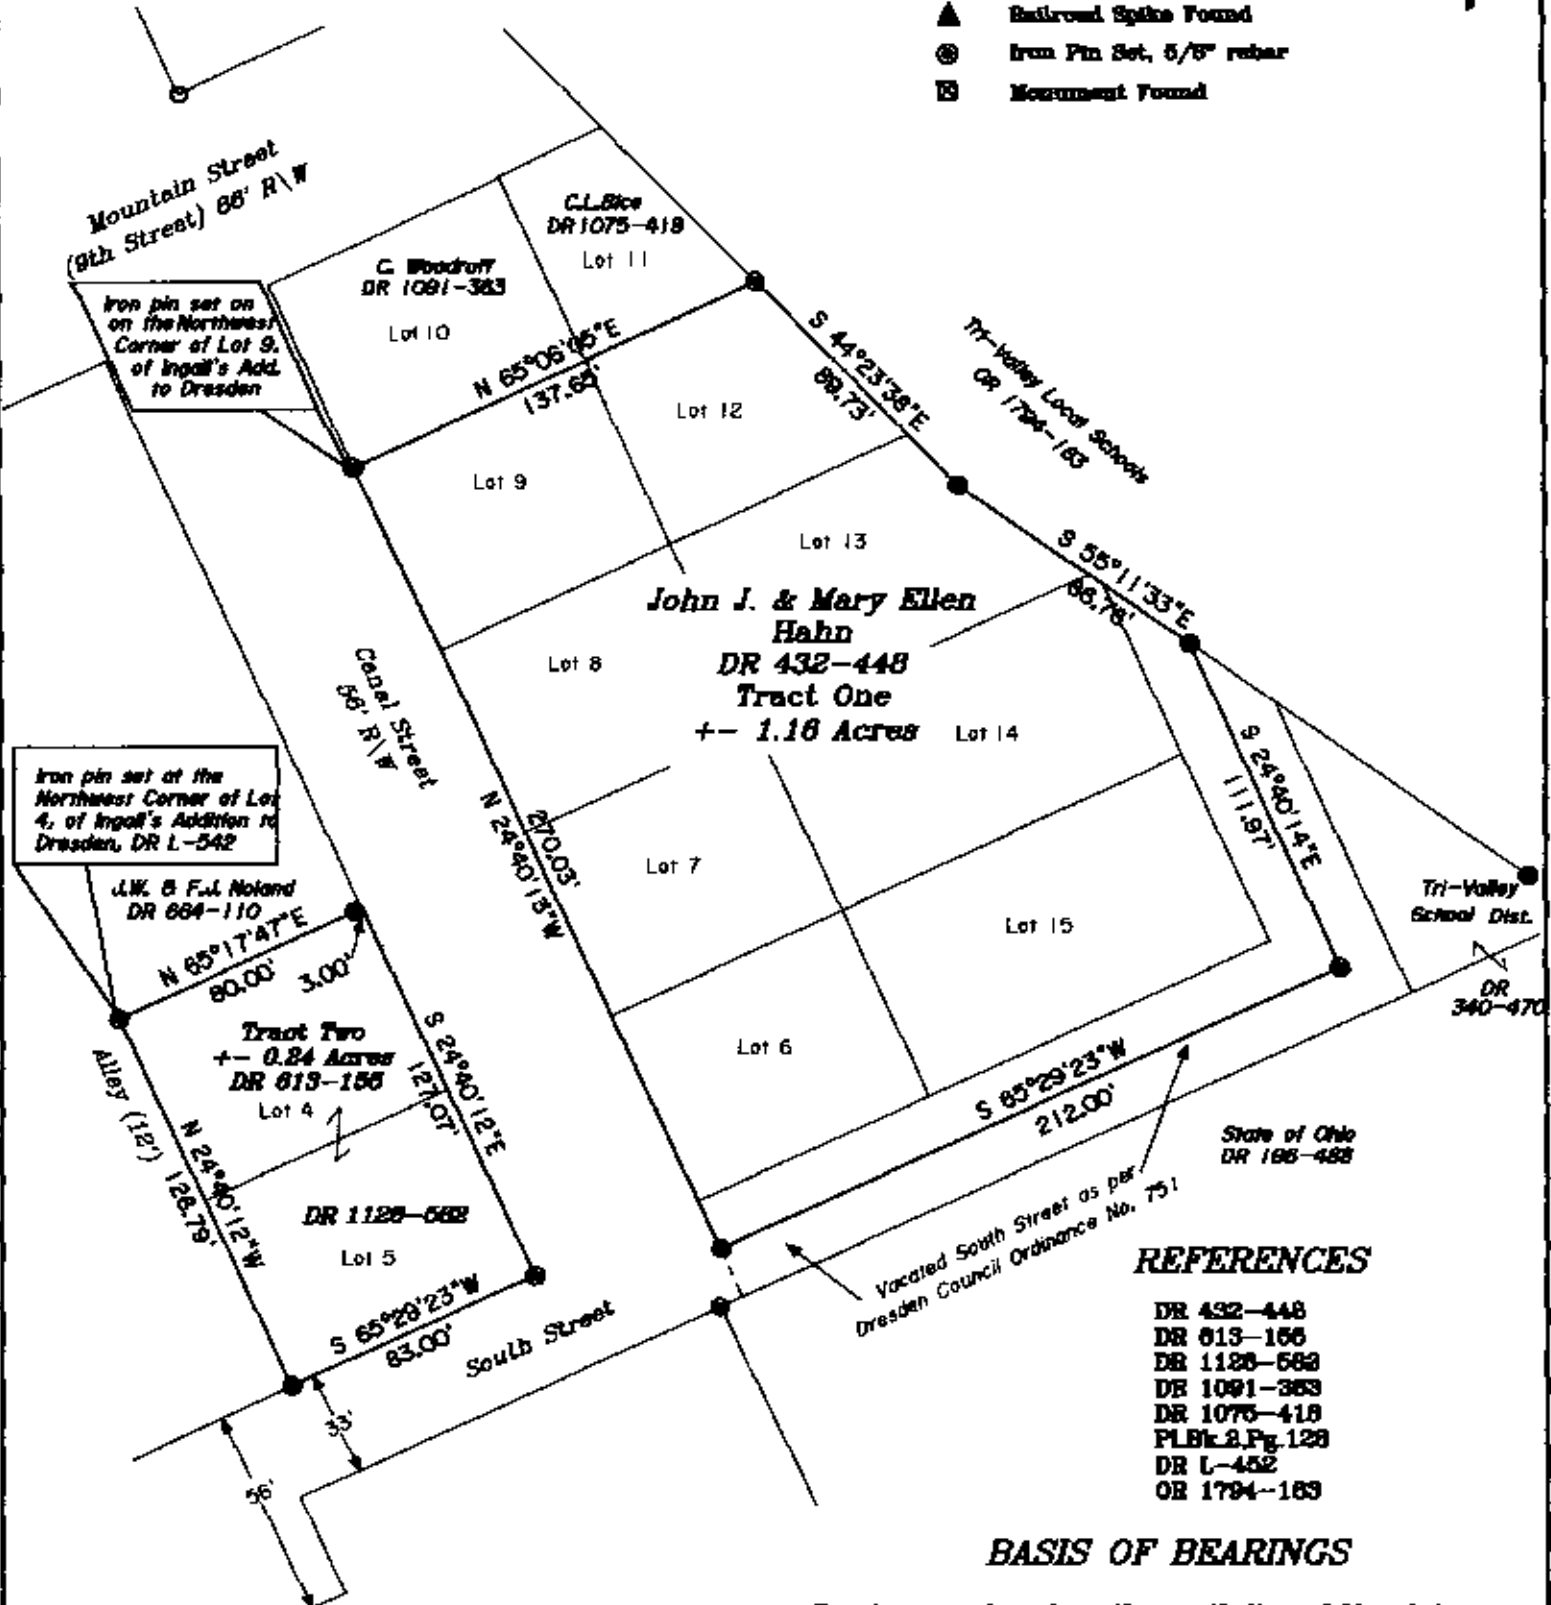 Railroad Spike Found
Iron Pin Set, 5/8" rebar
Monument Found
Mountain Street
(9th Street) 66' R\W
C.L.Bice
DR 1075-418
Lot 11
C. Woodruff
DR 1091-363
Lot 10
Iron pin set on
on the Northwest
Corner of Lot 9,
of Ingall's Add.
to Dresden
N 65°06'05"E
137.65'
S 44°23'38"E
89.73'
Tri-Valley Local Schools
OR 1794-163
Lot 12
Lot 9
Lot 13
S 55°11'33"E
86.78'
John J. & Mary Ellen
Hahn
DR 432-448
Tract One
+- 1.16 Acres
Lot 8
Lot 14
Canal Street
56' R\W
S 24°40'14"E
111.97'
Iron pin set at the
Northwest Corner of Lot
4, of Ingall's Addition to
Dresden, DR L-542
270.03'
N 24°40'13"W
Lot 7
Lot 15
J.W. & F.J. Noland
DR 664-110
Tri-Valley
School Dist.
DR
340-470
N 65°17'47"E
80.00'
3.00'
Tract Two
+- 0.24 Acres
DR 613-156
Lot 4
S 24°40'12"E
127.07'
Lot 6
S 65°29'23"W
212.00'
Alley (12')
N 24°40'12"W
126.79'
State of Ohio
DR 196-488
DR 1126-582
Lot 5
Vacated South Street as per
Dresden Council Ordinance No. 751
S 65°29'23"W
83.00'
South Street
33'
56'
REFERENCES
DR 432-448
DR 613-156
DR 1126-582
DR 1091-363
DR 1075-418
Pl.Bk.2,Pg.128
DR L-452
OR 1794-163
BASIS OF BEARINGS